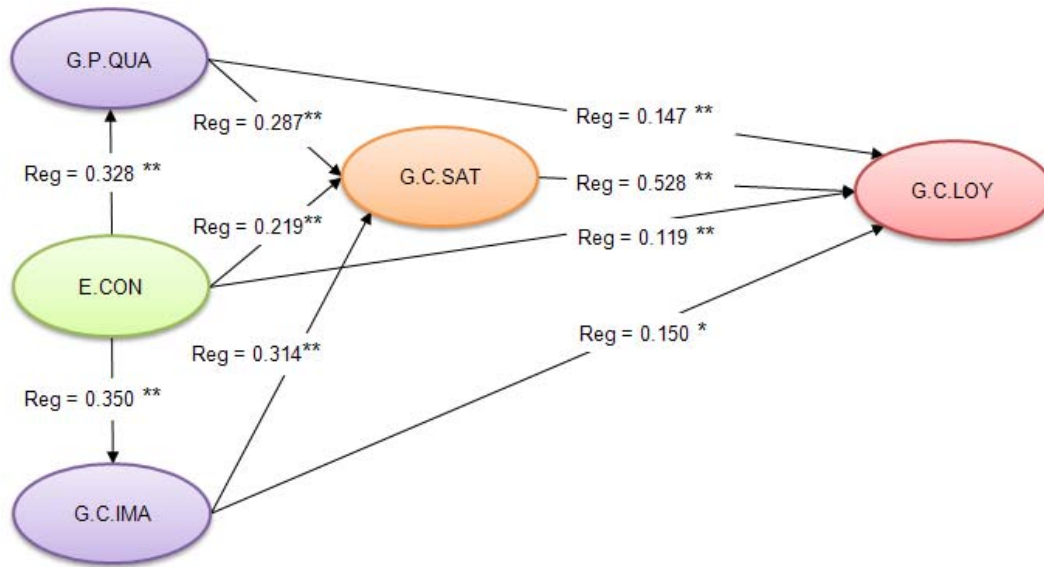 G.P.QUA
Reg = 0.287**
Reg = 0.147 **
Reg = 0.328 **
G.C.SAT
Reg = 0.528 **
G.C.LOY
Reg = 0.219**
Reg = 0.119 **
E.CON
Reg = 0.314**
Reg = 0.150 *
Reg = 0.350 **
G.C.IMA